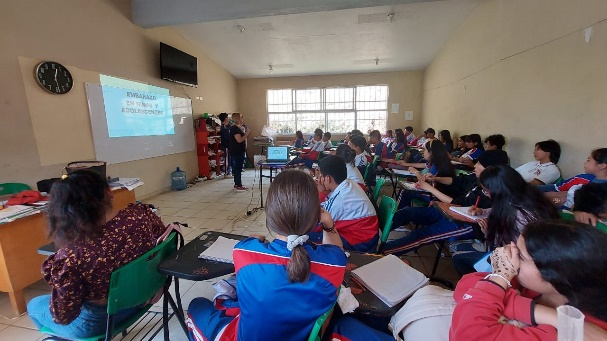 EMBARAZO
EN NIÑAS Y
ADOLESCENTES